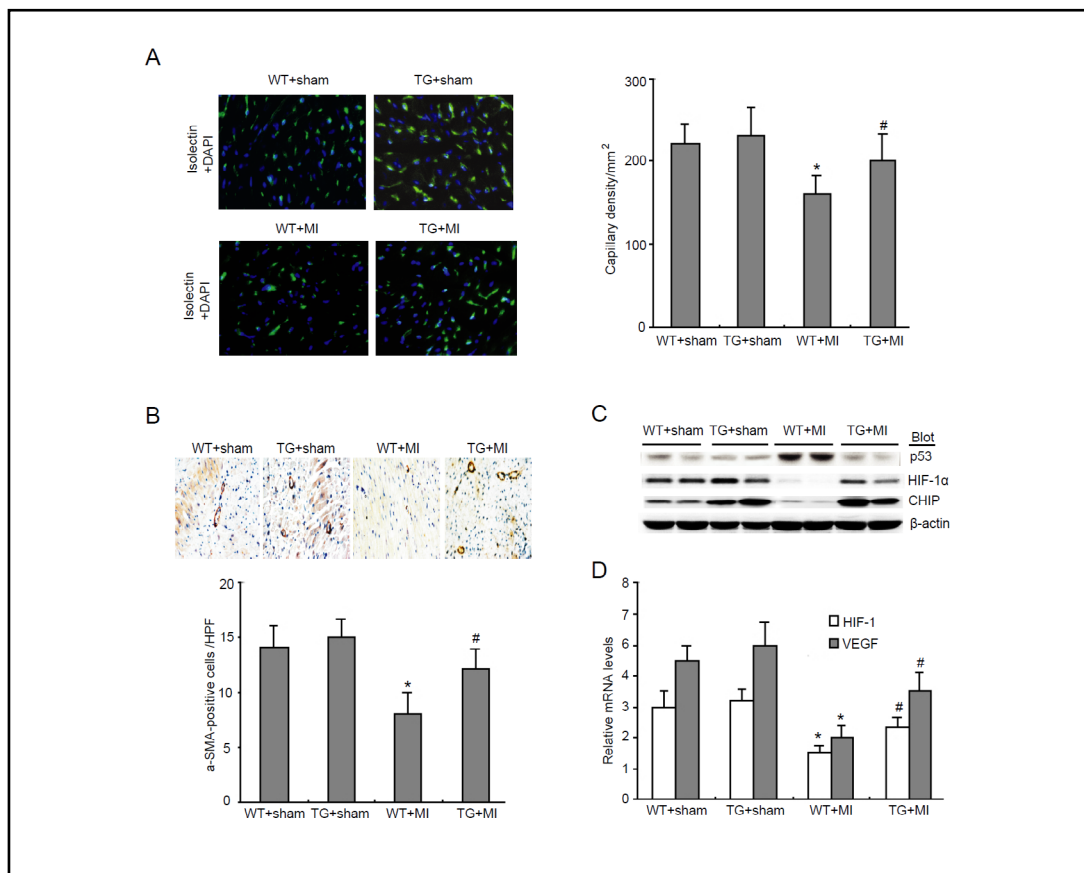 A
WT+sham
TG+sham
Isolectin
+DAPI
WT+MI
TG+MI
Isolectin
+DAPI
Capillary density/mm²
300
200
100
0
*
#
WT+sham
TG+sham
WT+MI
TG+MI
B
WT+sham
TG+sham
WT+MI
TG+MI
a-SMA-positive cells /HPF
20
15
10
5
0
*
#
WT+sham
TG+sham
WT+MI
TG+MI
C
WT+sham
TG+sham
WT+MI
TG+MI
Blot
p53
HIF-1α
CHIP
β-actin
D
Relative mRNA levels
8
6
4
3
2
1
0
HIF-1
VEGF
*
*
#
#
WT+sham
TG+sham
WT+MI
TG+MI